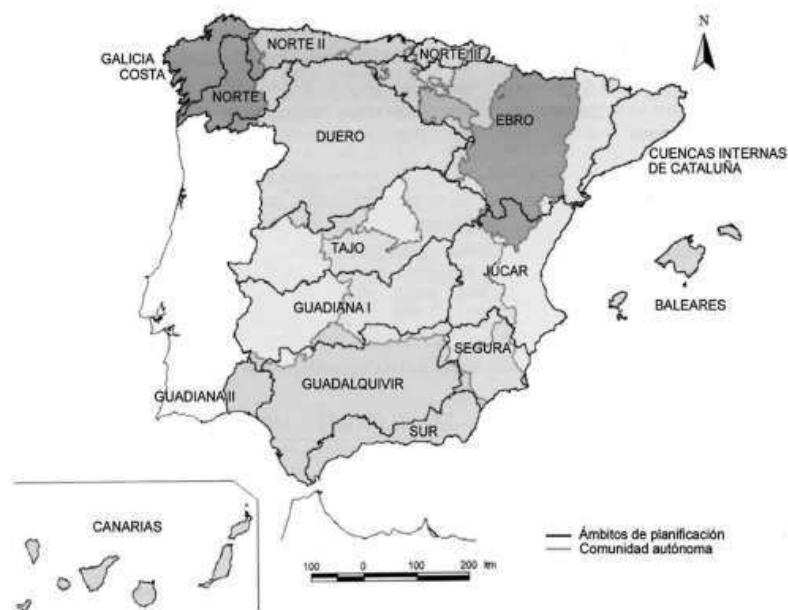 N
NORTE II
NORTE III
GALICIA
COSTA
NORTE I
EBRO
DUERO
CUENCAS INTERNAS
DE CATALUÑA
TAJO
JÚCAR
BALEARES
GUADIANA I
SEGURA
GUADALQUIVIR
GUADIANA II
SUR
CANARIAS
Ámbitos de planificación
Comunidad autónoma
100 0 100 200 km